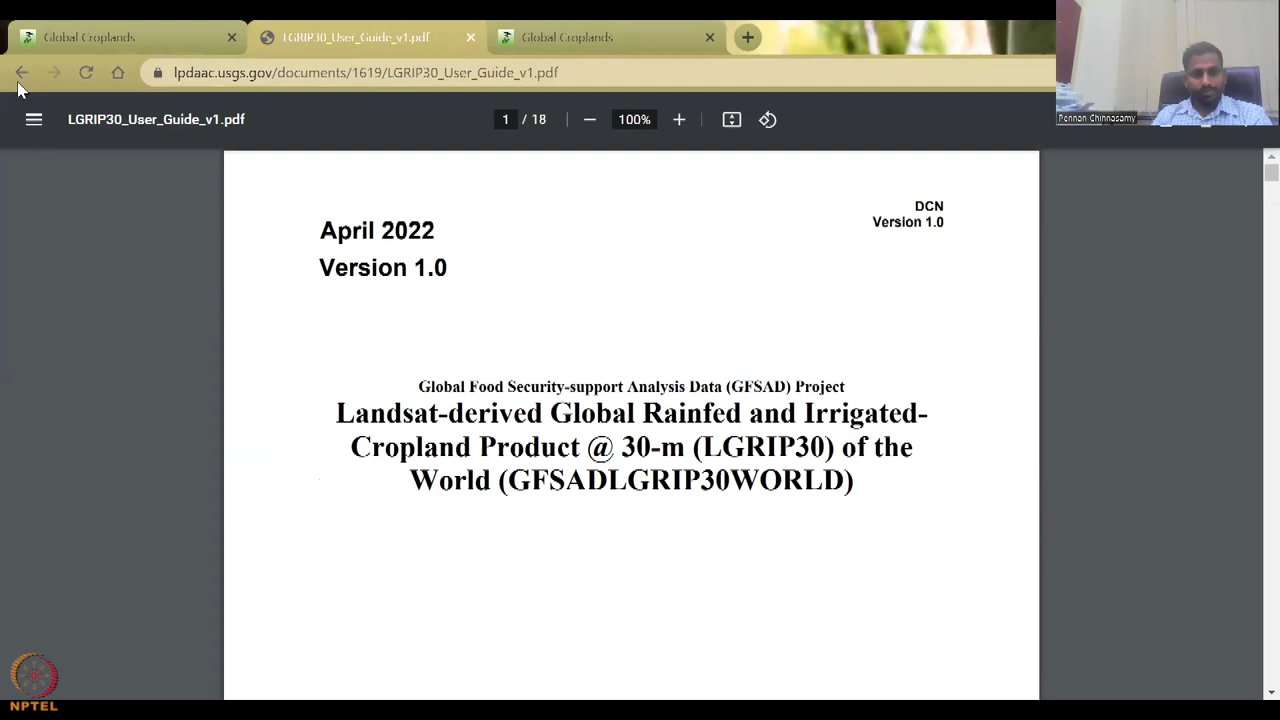 Global Croplands
LGRIP30_User_Guide_v1.pdf
Global Croplands
lpdaac.usgs.gov/documents/1619/LGRIP30_User_Guide_v1.pdf
Pennan Chinnasamy
LGRIP30_User_Guide_v1.pdf
1 / 18
100%
DCN
Version 1.0
April 2022
Version 1.0
Global Food Security-support Analysis Data (GFSAD) Project
Landsat-derived Global Rainfed and Irrigated-
Cropland Product @ 30-m (LGRIP30) of the
World (GFSADLGRIP30WORLD)
NPTEL